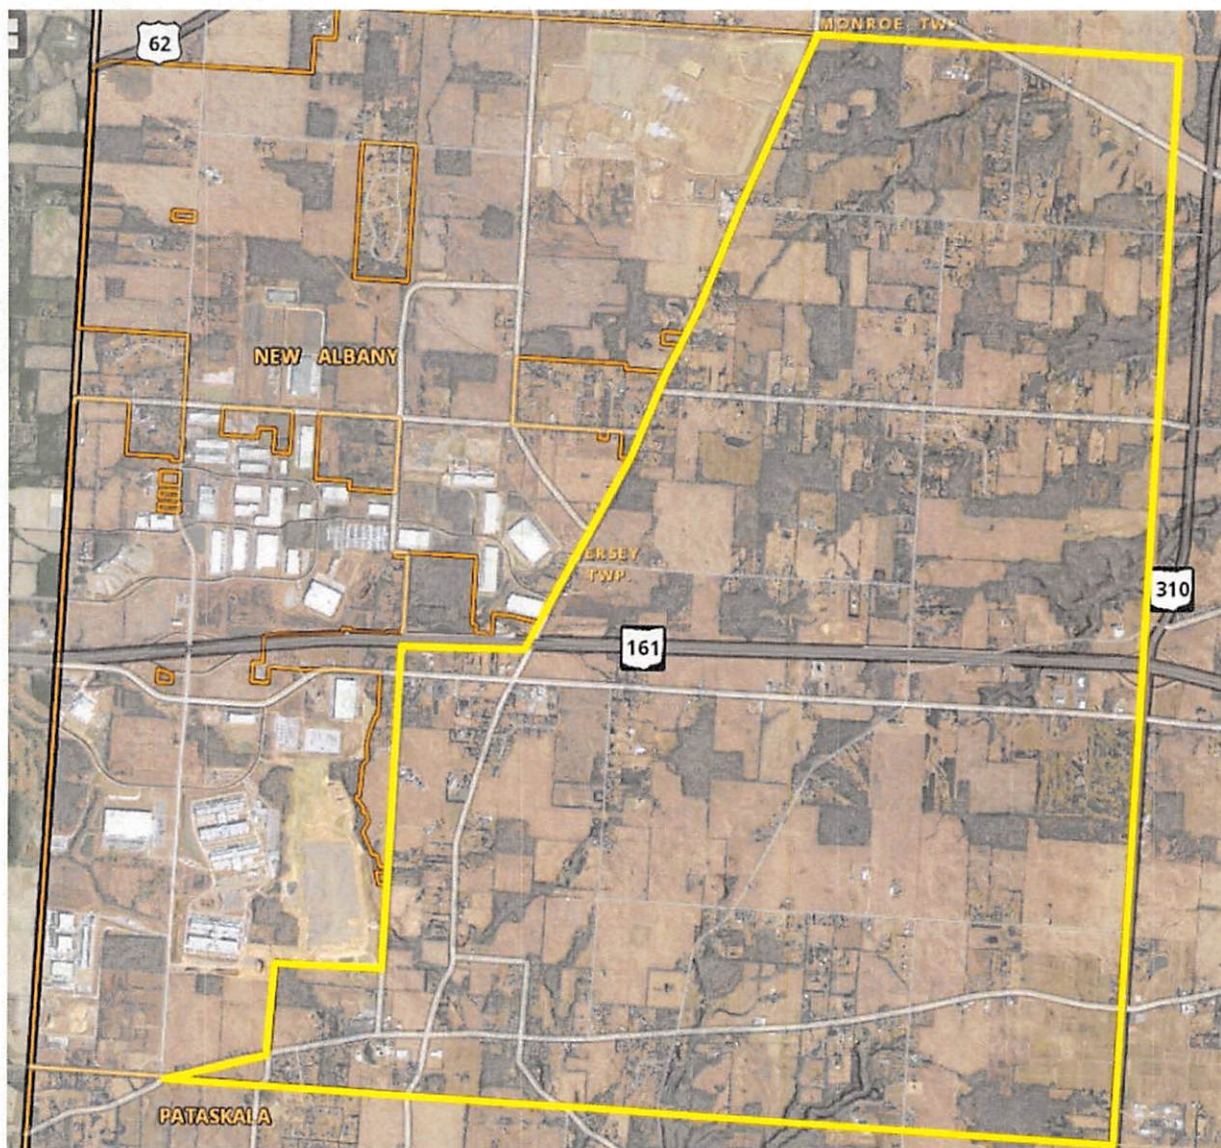 MONROE TWP
62
NEW ALBANY
ERSEY
TWP.
310
161
PATASKALA